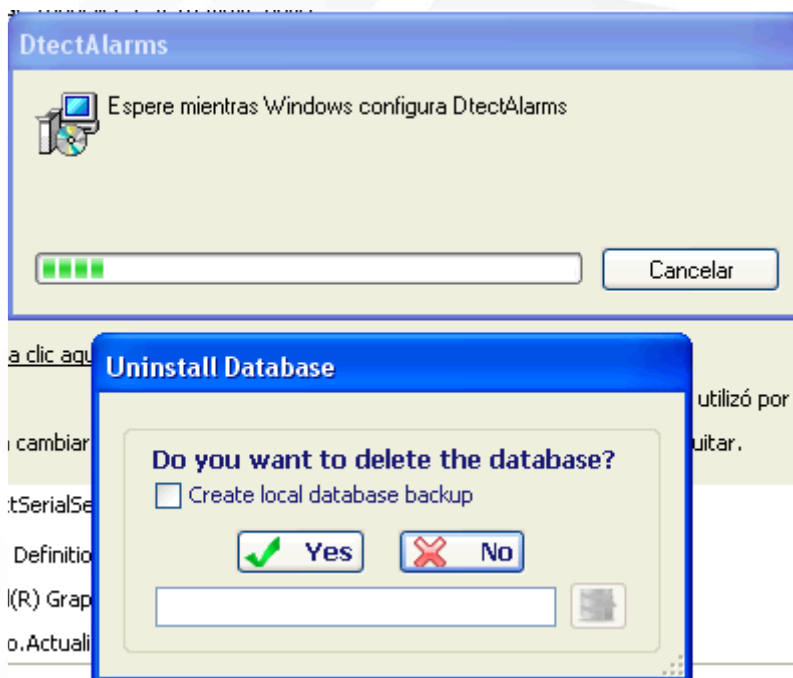 DtectAlarms
Espere mientras Windows configura DtectAlarms
Cancelar
a clic aqu
Uninstall Database
utilizó por
cambiar
uitar.
Do you want to delete the database?
Create local database backup
tSerialSe
Yes No
Definitio
l(R) Grap
o.Actuali